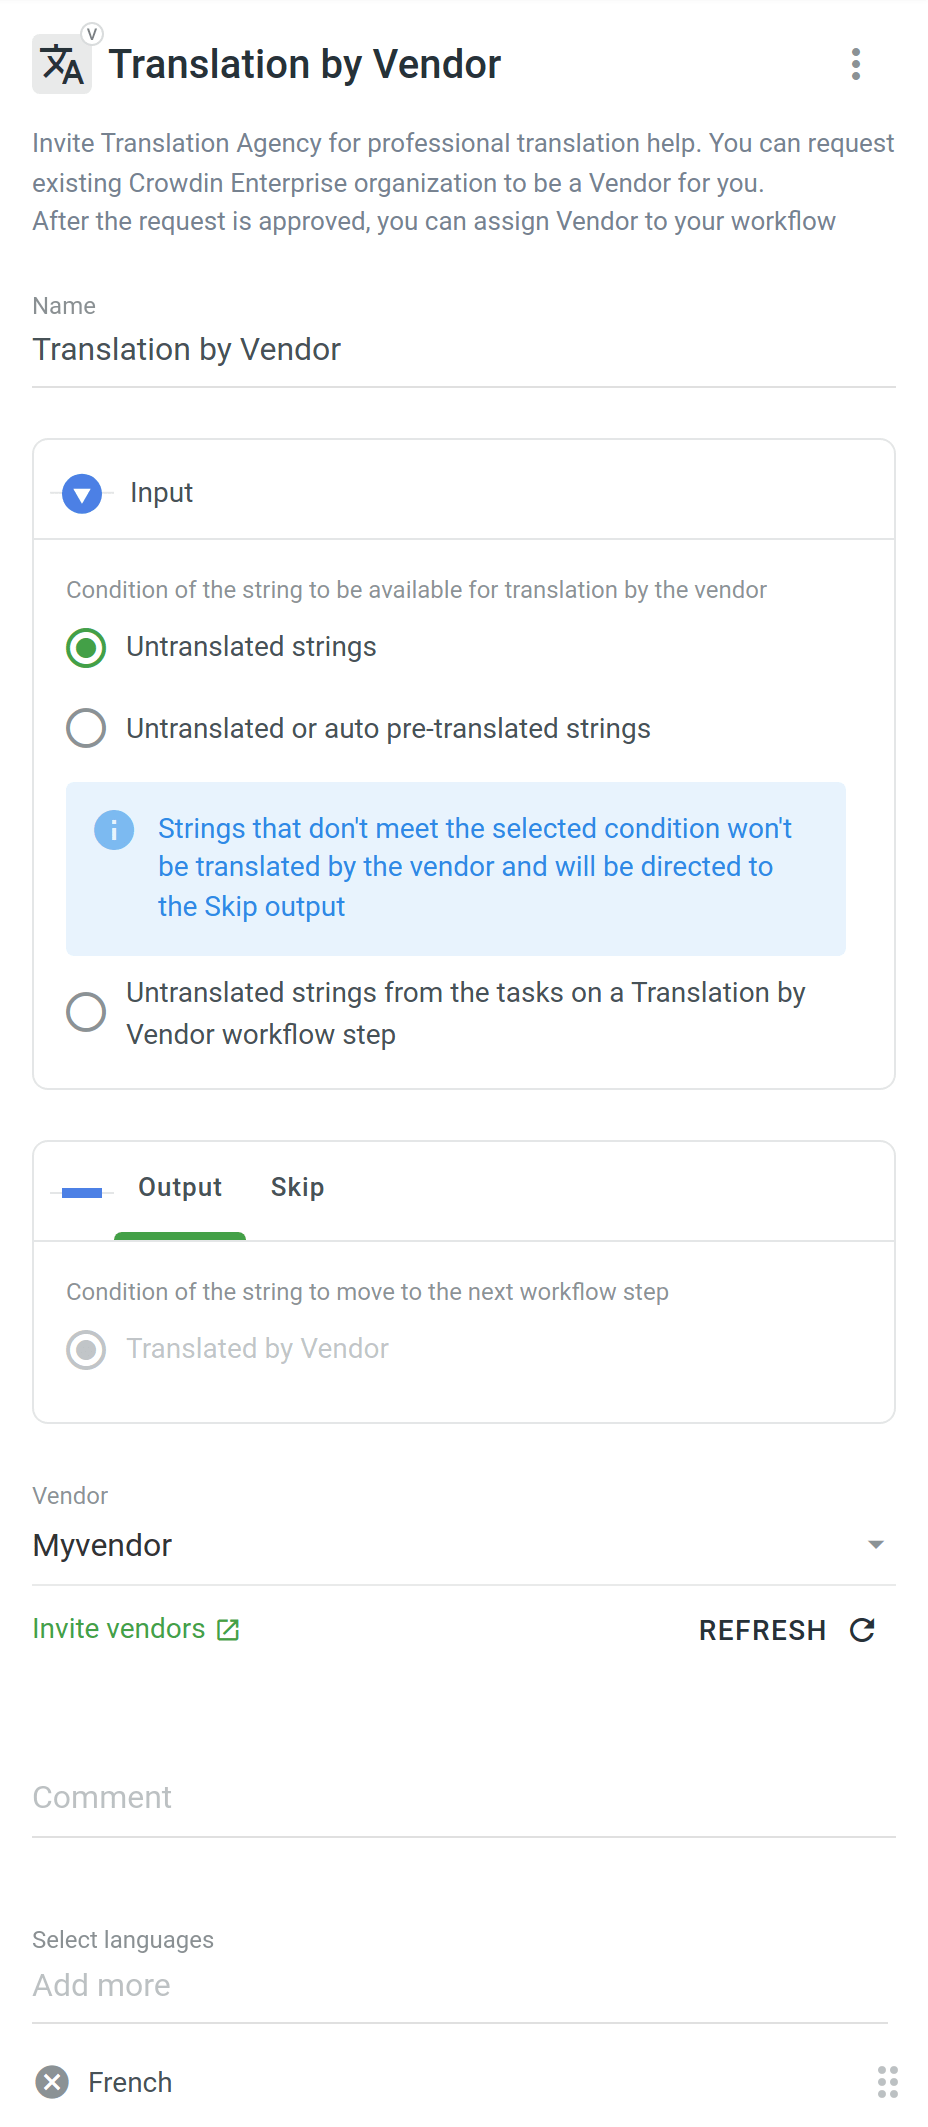 V
Translation by Vendor
Invite Translation Agency for professional translation help. You can request
existing Crowdin Enterprise organization to be a Vendor for you.
After the request is approved, you can assign Vendor to your workflow
Name
Translation by Vendor
Input
Condition of the string to be available for translation by the vendor
Untranslated strings
Untranslated or auto pre-translated strings
Strings that don't meet the selected condition won't
be translated by the vendor and will be directed to
the Skip output
Untranslated strings from the tasks on a Translation by
Vendor workflow step
Output Skip
Condition of the string to move to the next workflow step
Translated by Vendor
Vendor
Myvendor
Invite vendors REFRESH
Comment
Select languages
Add more
French